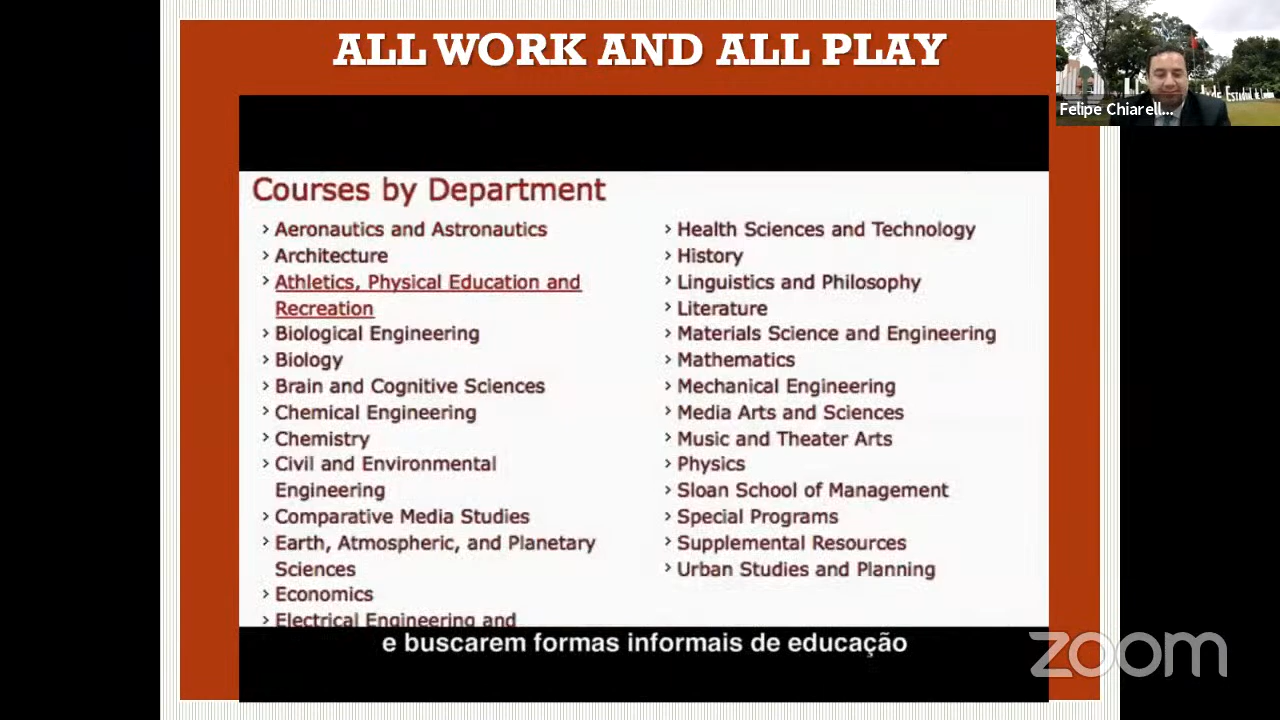 ALL WORK AND ALL PLAY
Felipe Chiarell...
Courses by Department
Aeronautics and Astronautics
Architecture
Athletics, Physical Education and
Recreation
Biological Engineering
Biology
Brain and Cognitive Sciences
Chemical Engineering
Chemistry
Civil and Environmental
Engineering
Comparative Media Studies
Earth, Atmospheric, and Planetary
Sciences
Economics
Electrical Engineering and
Health Sciences and Technology
History
Linguistics and Philosophy
Literature
Materials Science and Engineering
Mathematics
Mechanical Engineering
Media Arts and Sciences
Music and Theater Arts
Physics
Sloan School of Management
Special Programs
Supplemental Resources
Urban Studies and Planning
e buscarem formas informais de educação
zoom